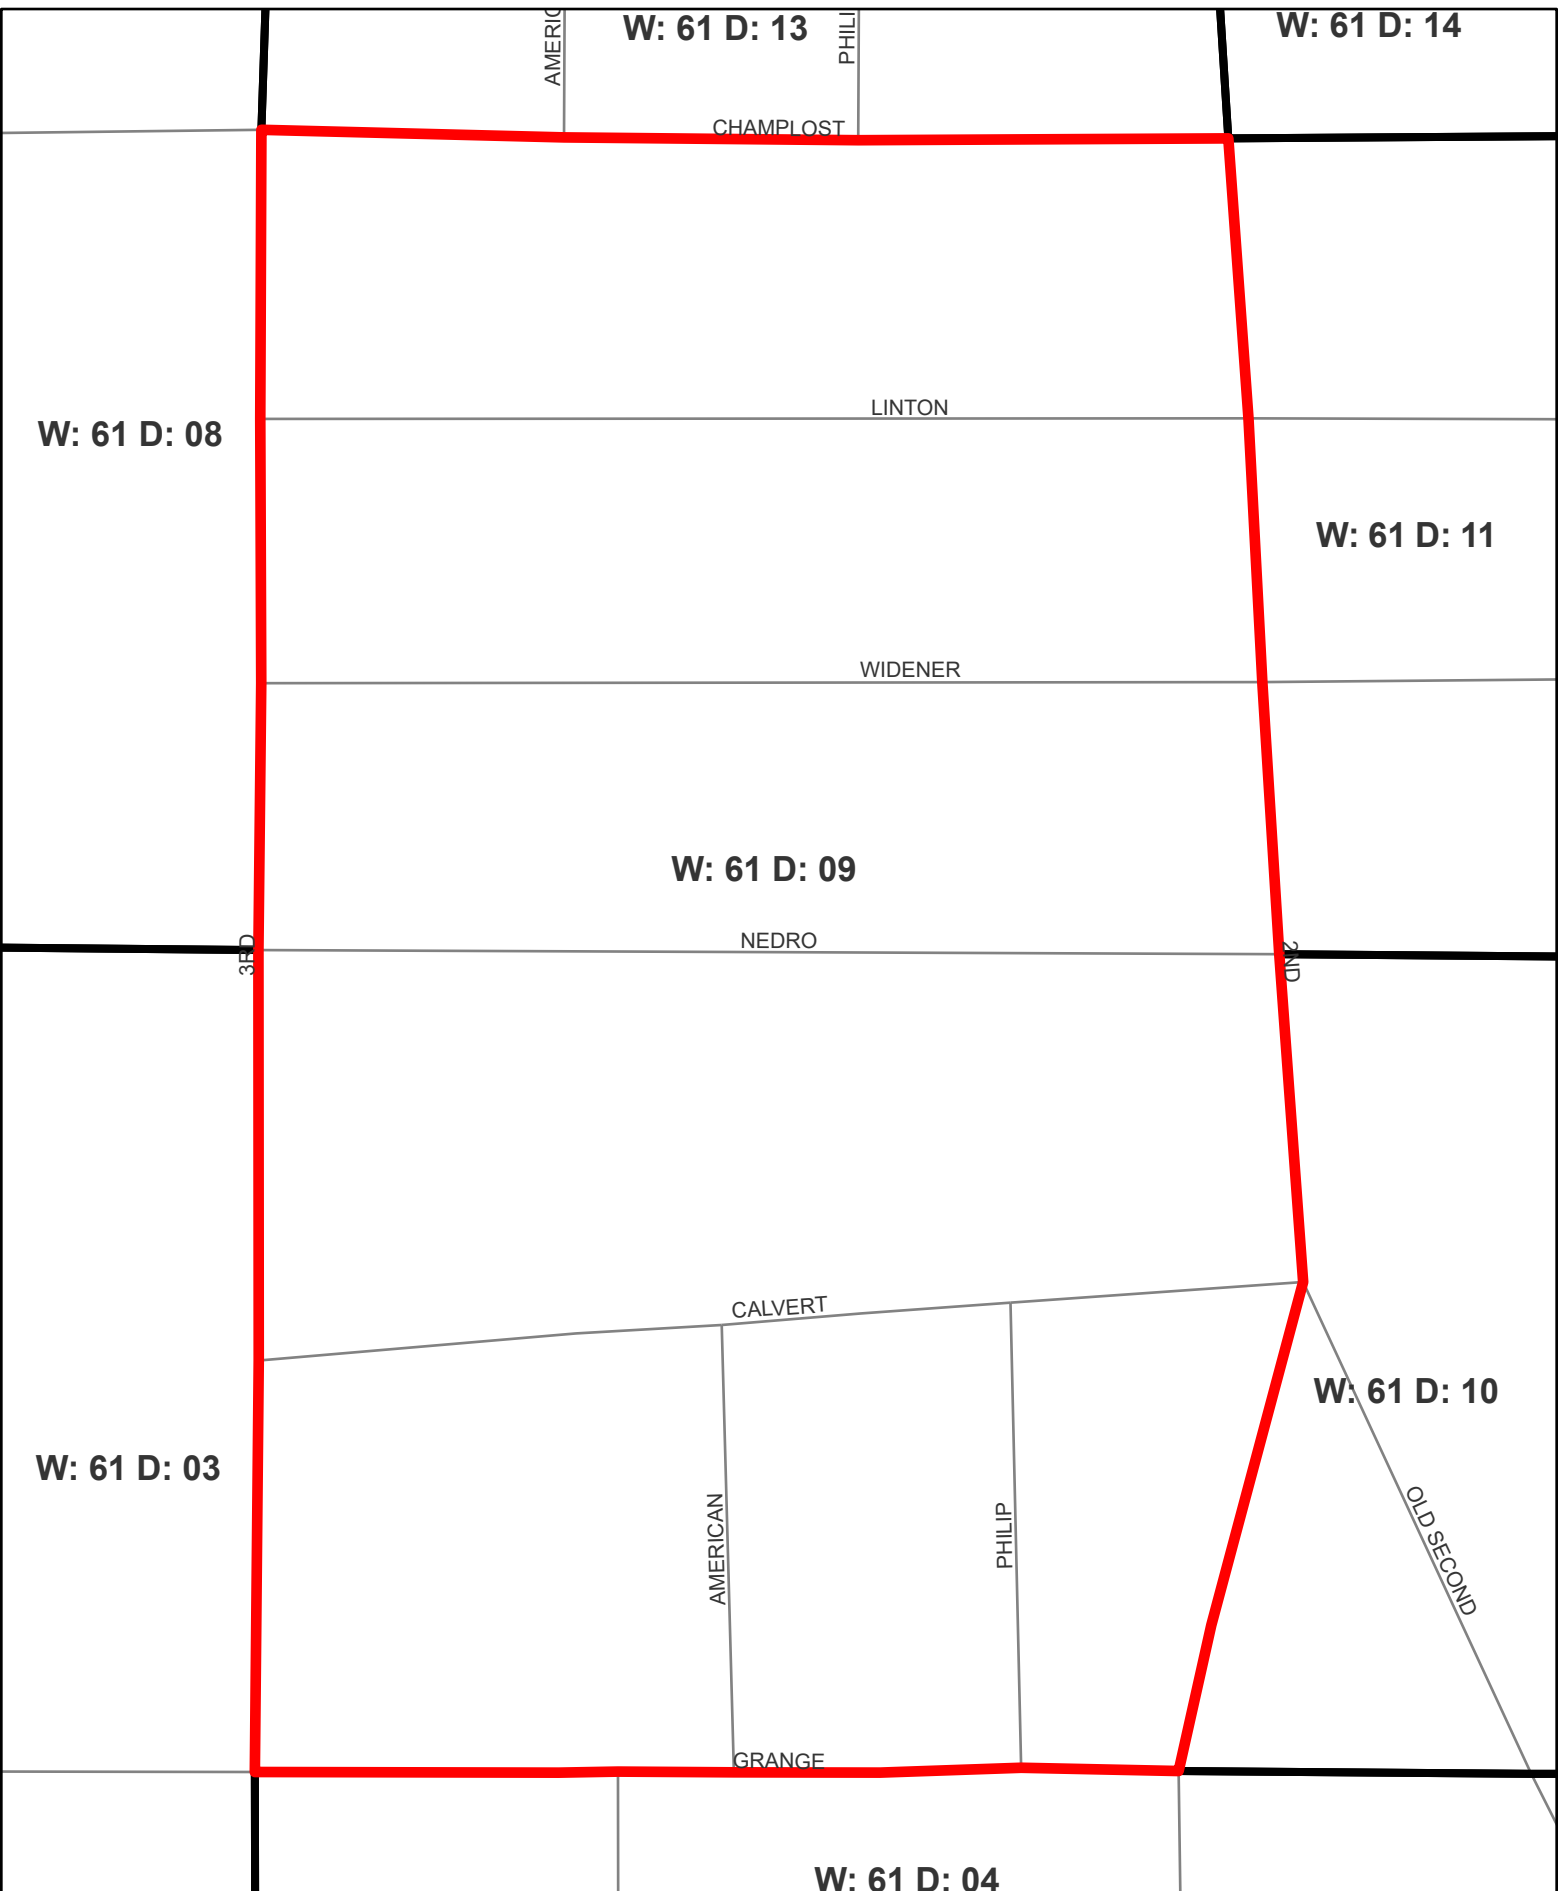 W: 61 D: 13
W: 61 D: 14
AMERIC
PHILI
CHAMPLOST
LINTON
W: 61 D: 08
W: 61 D: 11
WIDENER
W: 61 D: 09
NEDRO
3RD
2ND
CALVERT
W: 61 D: 10
W: 61 D: 03
AMERICAN
PHILIP
OLD SECOND
GRANGE
W: 61 D: 04